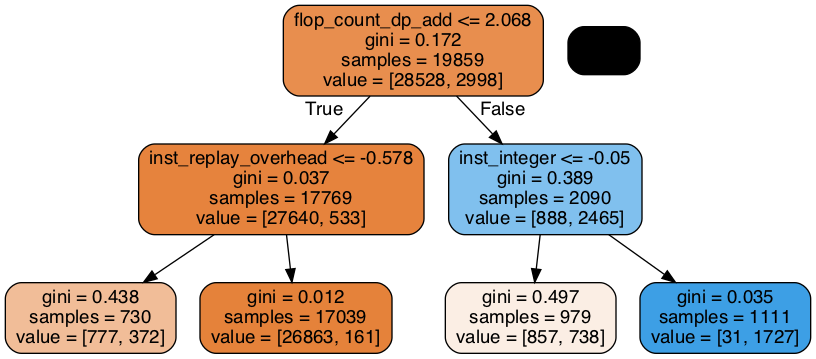 flop_count_dp_add <= 2.068
gini = 0.172
samples = 19859
value = [28528, 2998]
True
False
inst_replay_overhead <= -0.578
gini = 0.037
samples = 17769
value = [27640, 533]
inst_integer <= -0.05
gini = 0.389
samples = 2090
value = [888, 2465]
gini = 0.438
samples = 730
value = [777, 372]
gini = 0.012
samples = 17039
value = [26863, 161]
gini = 0.497
samples = 979
value = [857, 738]
gini = 0.035
samples = 1111
value = [31, 1727]